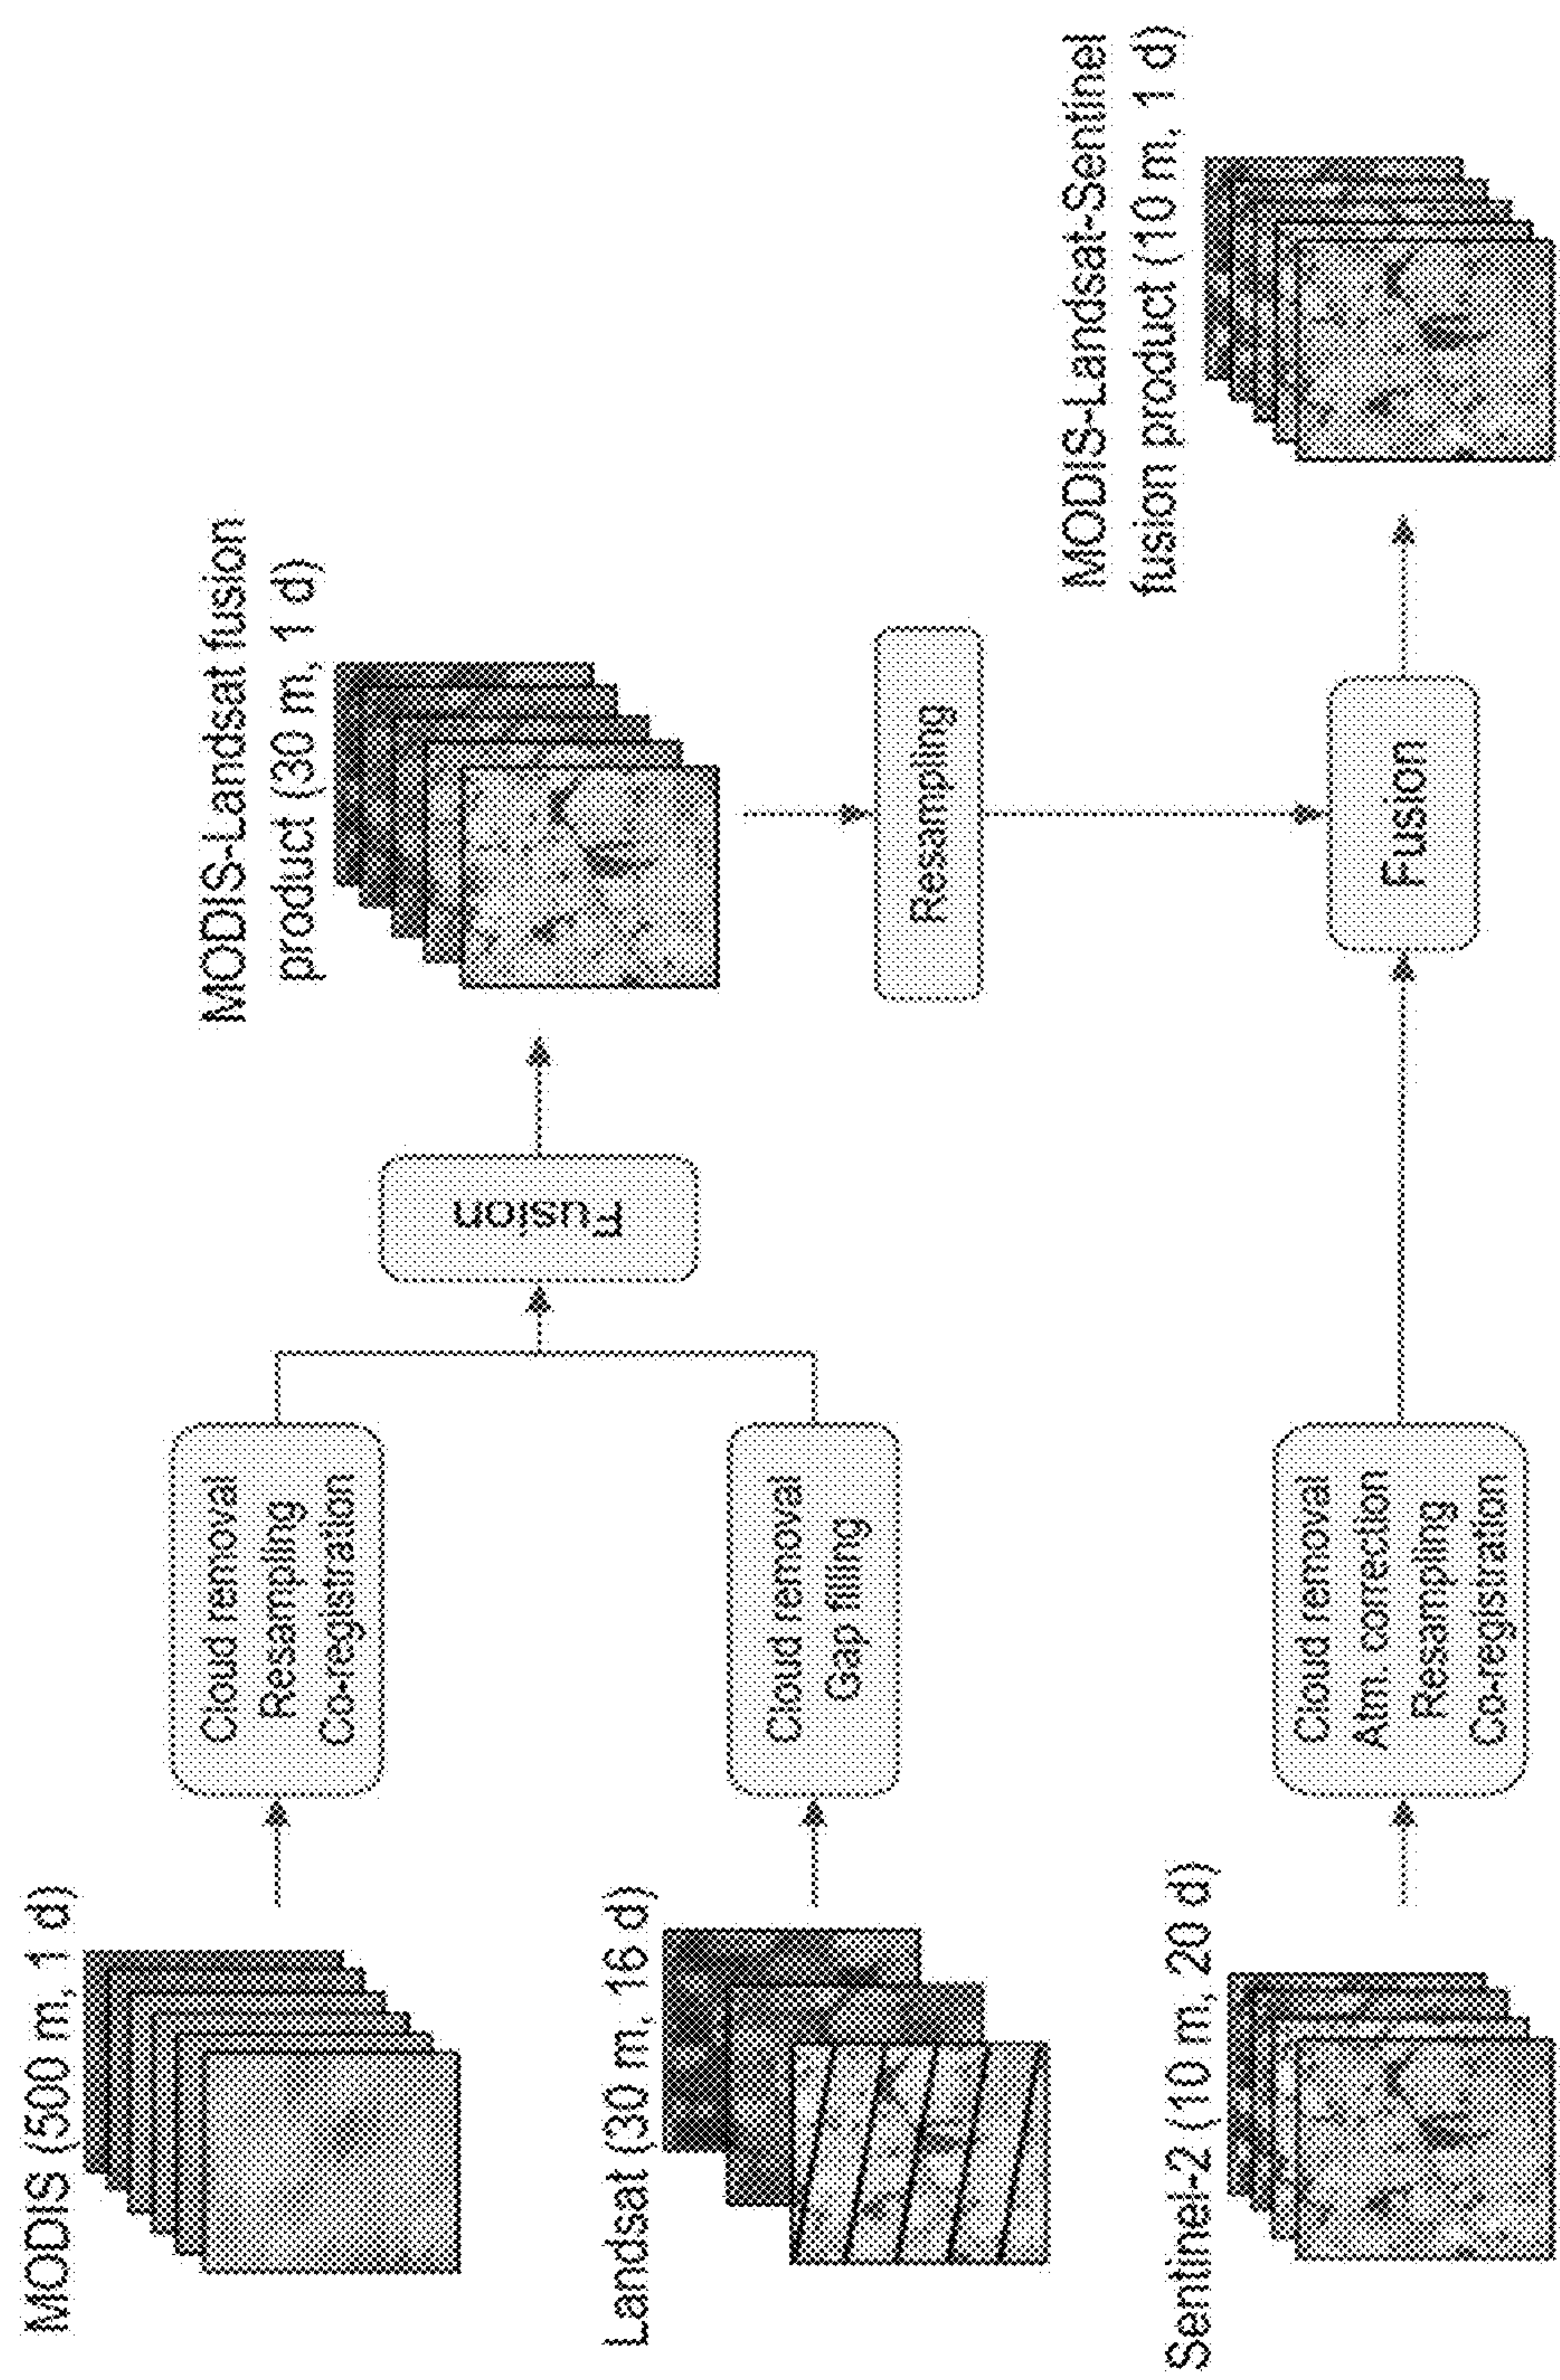 MODIS (500 m, 1 d)
Cloud removal
Resampling
Co-registration
Landsat (30 m, 16 d)
Cloud removal
Gap filling
Fusion
MODIS-Landsat fusion
product (30 m, 1 d)
Resampling
Sentinel-2 (10 m, 20 d)
Cloud removal
Atm. correction
Resampling
Co-registration
Fusion
MODIS-Landsat-Sentinel
fusion product (10 m, 1 d)